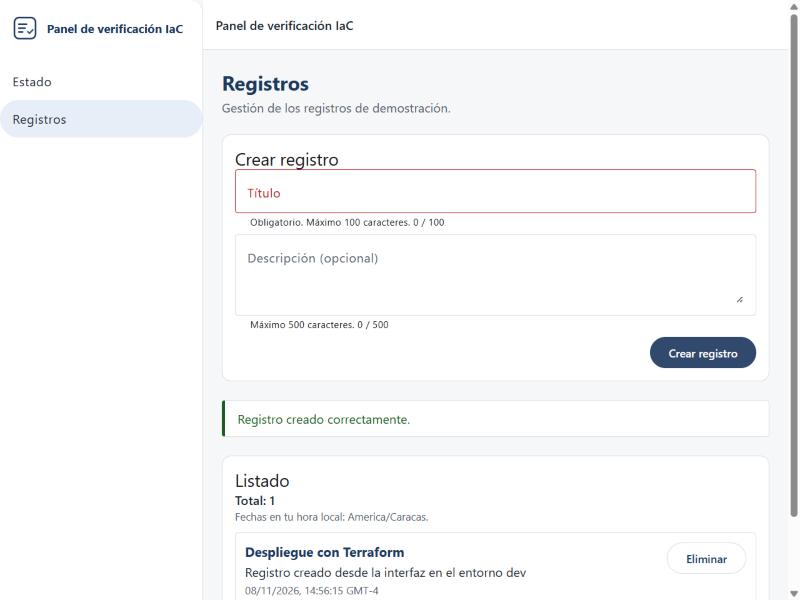 Panel de verificación IaC
Panel de verificación IaC
Estado
Registros
Registros
Gestión de los registros de demostración.
Crear registro
Título
Obligatorio. Máximo 100 caracteres. 0 / 100
Descripción (opcional)
Máximo 500 caracteres. 0 / 500
Crear registro
Registro creado correctamente.
Listado
Total: 1
Fechas en tu hora local: America/Caracas.
Despliegue con Terraform
Eliminar
Registro creado desde la interfaz en el entorno dev
08/11/2026, 14:56:15 GMT-4